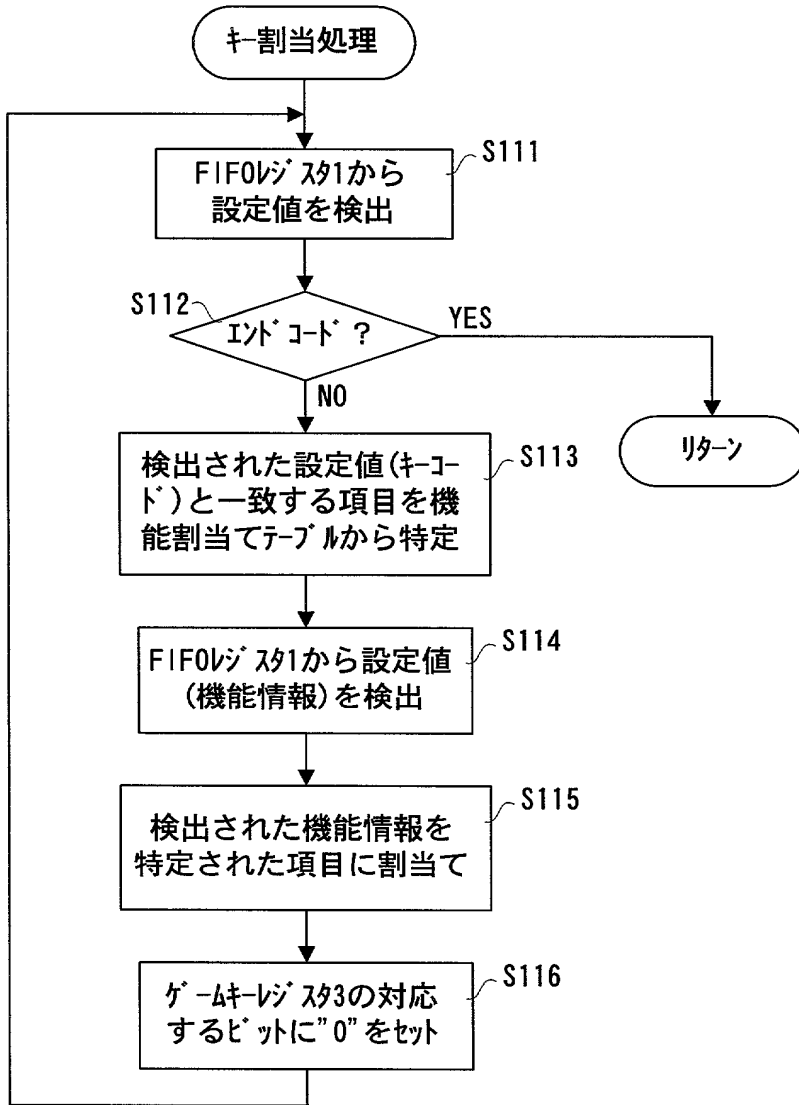 ｷｰ割当処理
FIFOﾚｼﾞｽﾀ1から
設定値を検出
S111
S112
ｴﾝﾄﾞｺｰﾄﾞ?
YES
NO
ﾘﾀｰﾝ
検出された設定値(ｷｰｺｰ
ﾄﾞ)と一致する項目を機
能割当てﾃｰﾌﾞﾙから特定
S113
FIFOﾚｼﾞｽﾀ1から設定値
(機能情報)を検出
S114
検出された機能情報を
特定された項目に割当て
S115
ｹﾞｰﾑｷｰﾚｼﾞｽﾀ3の対応
するﾋﾞｯﾄに"0"をｾｯﾄ
S116